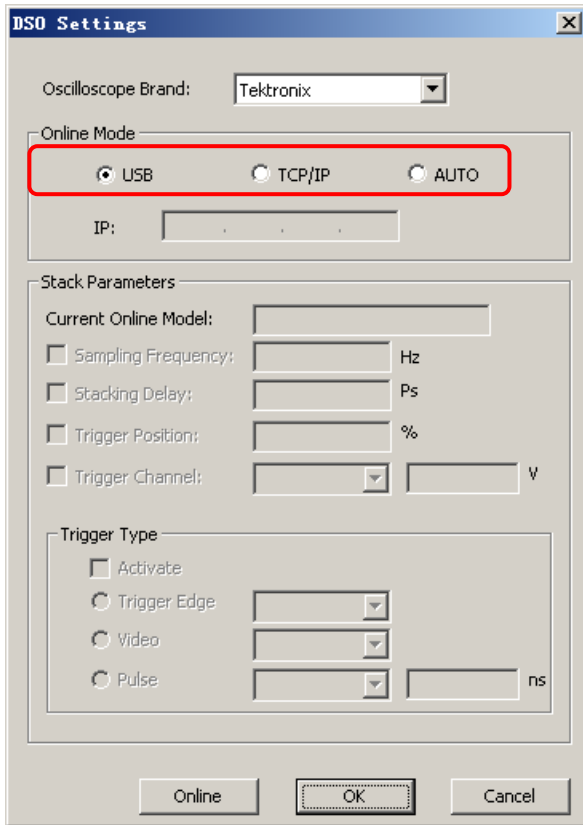 DSO Settings
Oscilloscope Brand: Tektronix
Online Mode
USB TCP/IP AUTO
IP: . . .
Stack Parameters
Current Online Model:
Sampling Frequency: Hz
Stacking Delay: Ps
Trigger Position: %
Trigger Channel: V
Trigger Type
Activate
Trigger Edge
Video
Pulse ns
Online OK Cancel